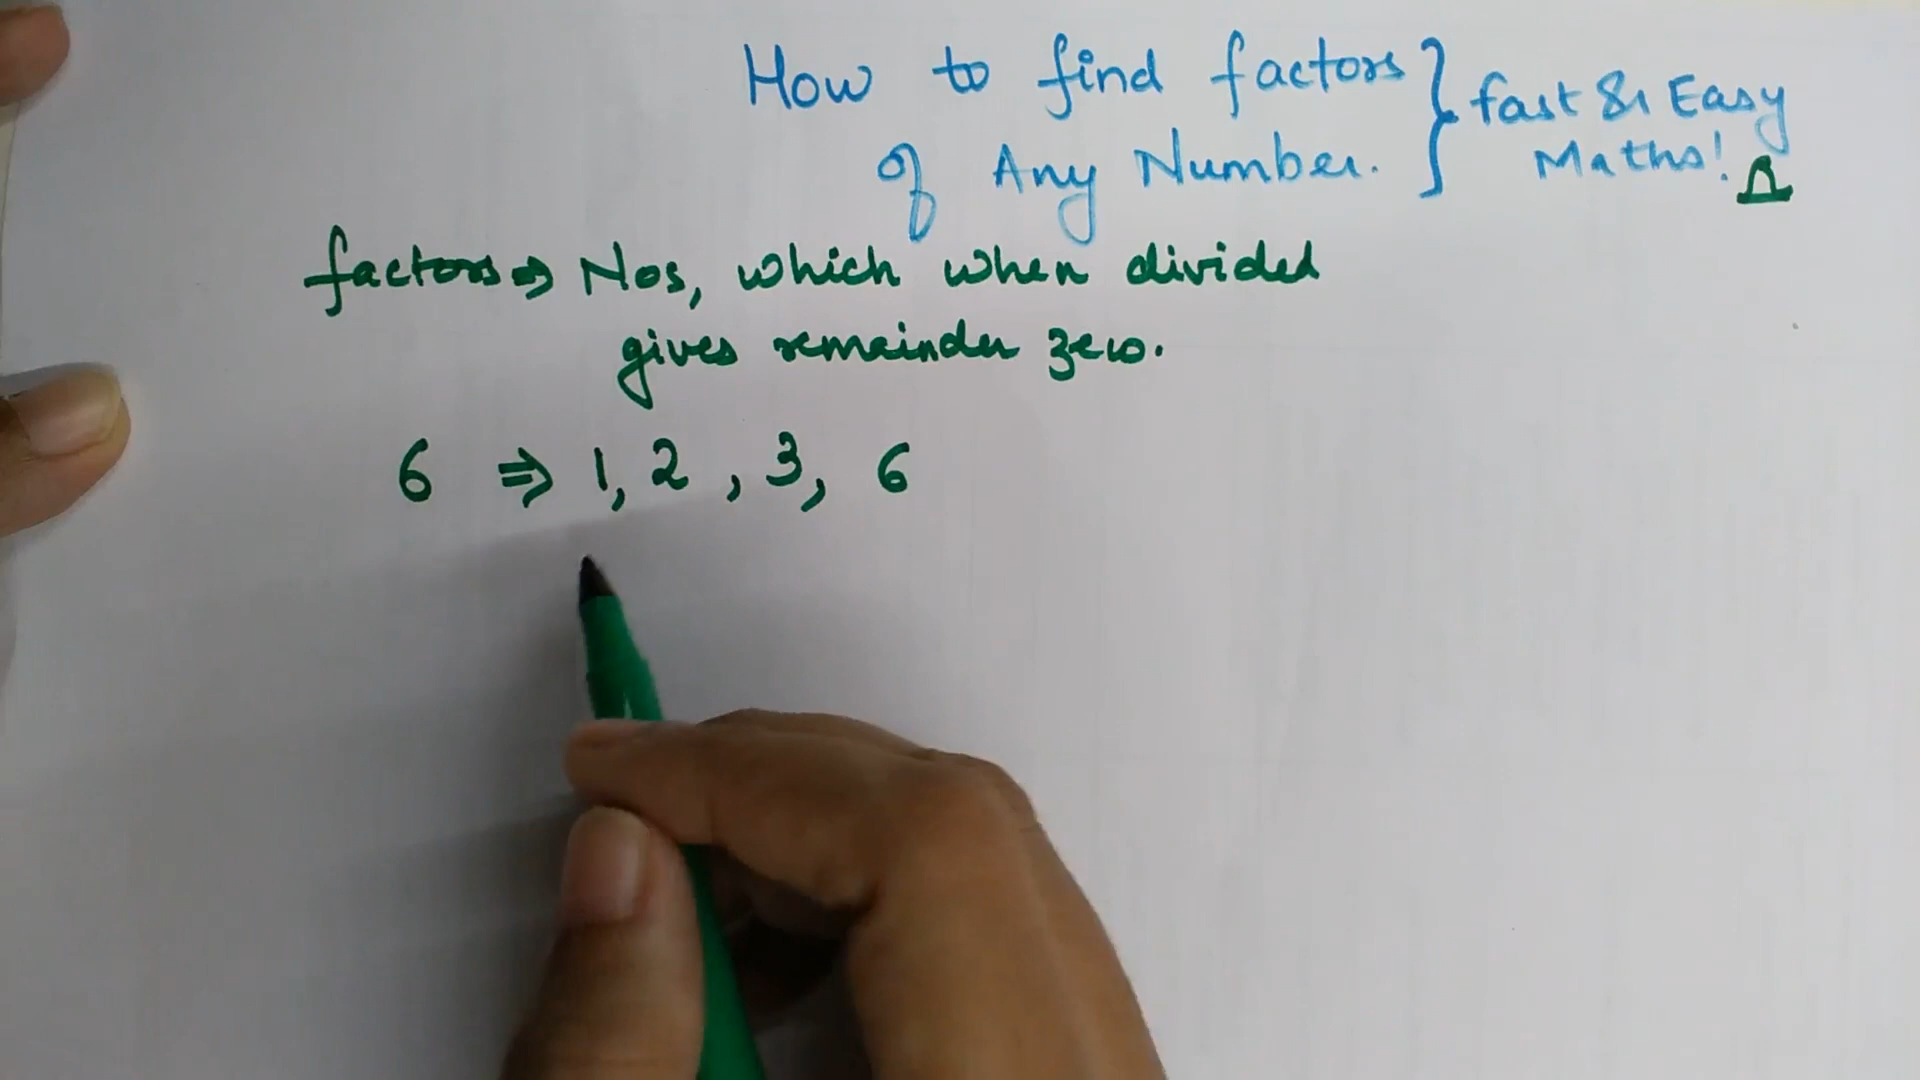 How to find factors } fast & Easy
of Any Number. Maths!
factors ⇒ Nos, which when divided
gives remainder zero.
6 ⇒ 1, 2 , 3, 6